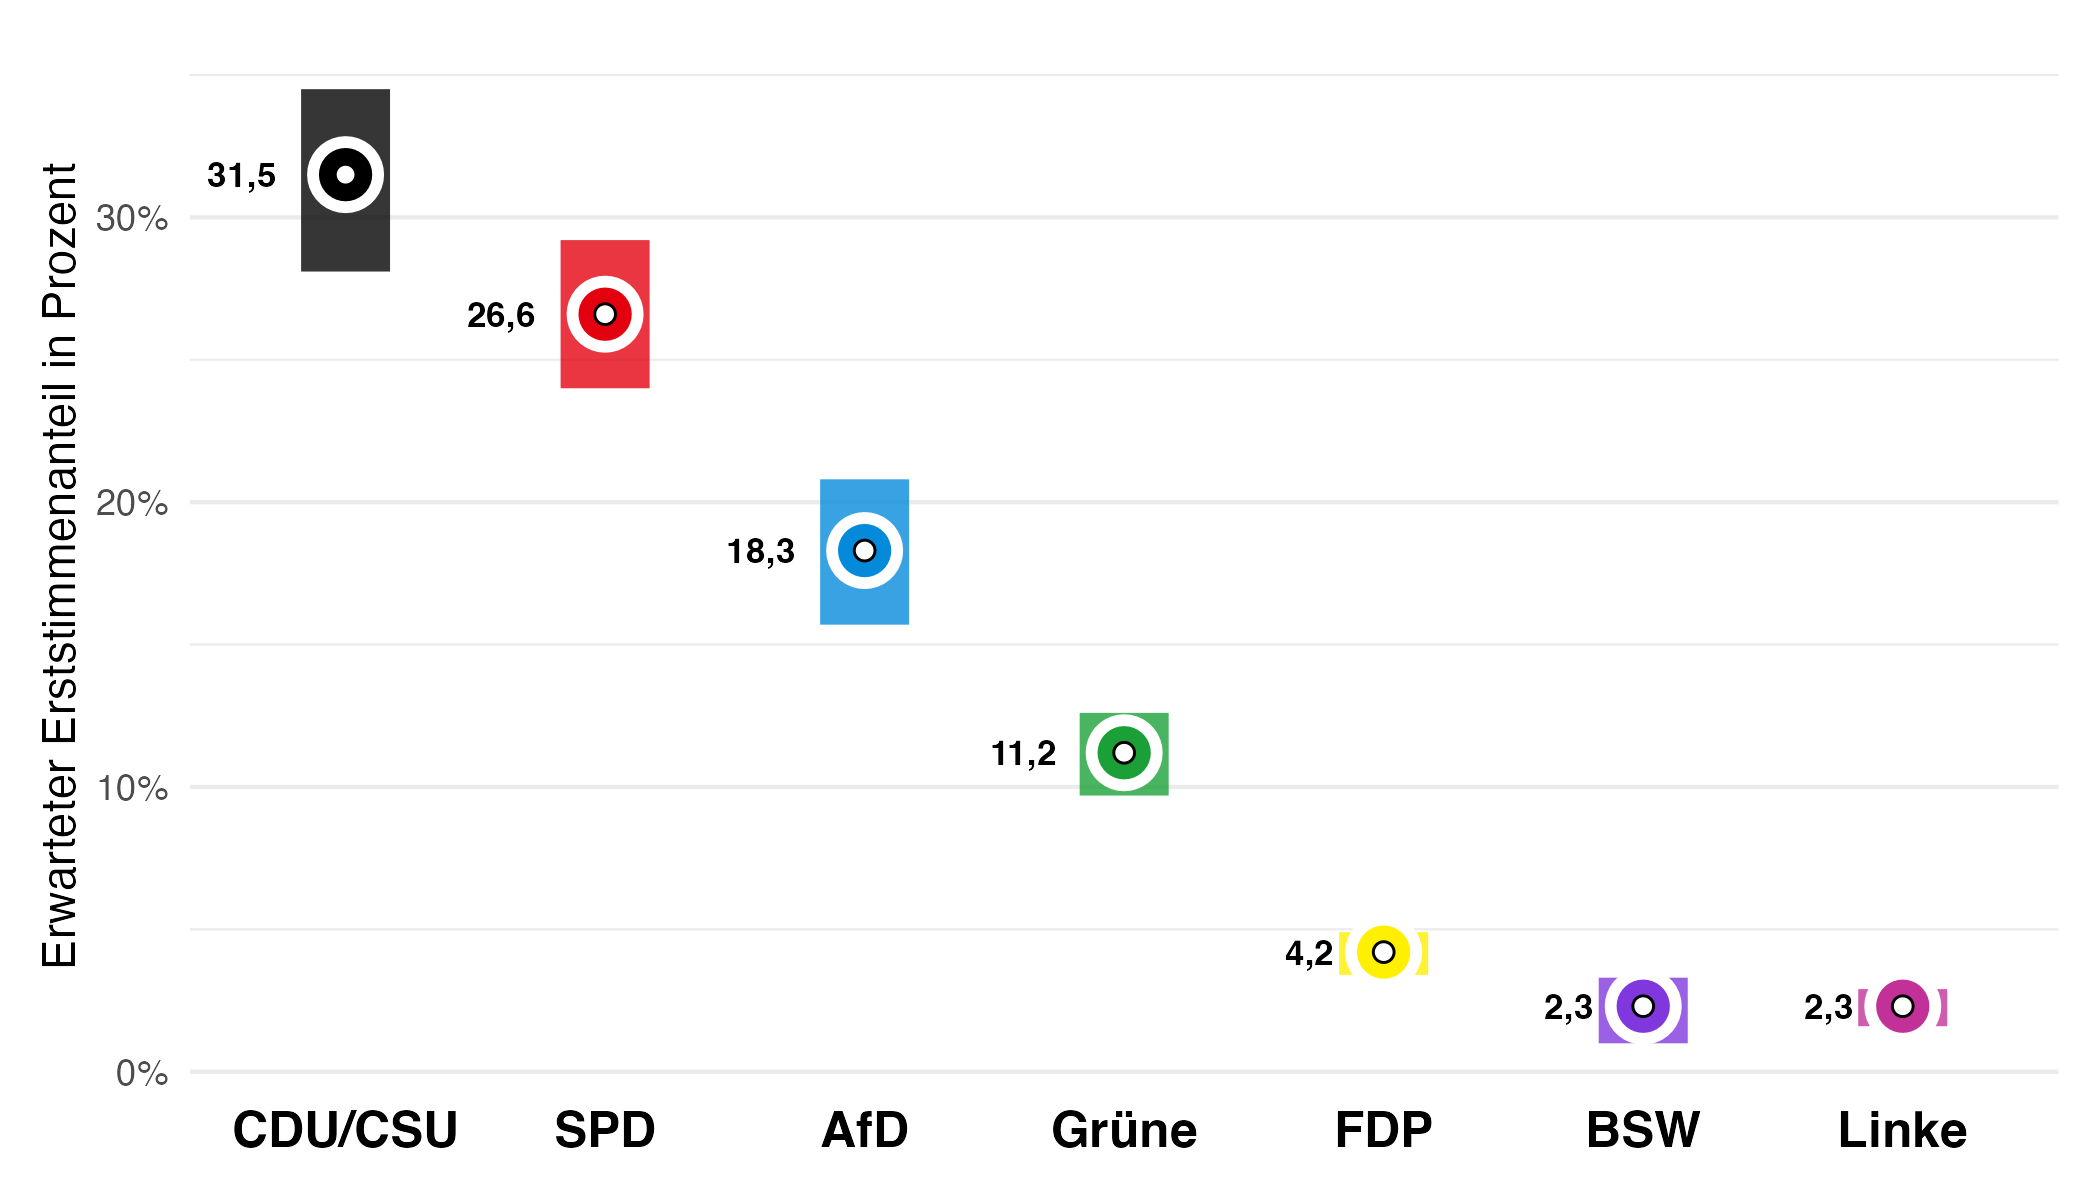 Erwarteter Erststimmenanteil in Prozent
30%
20%
10%
0%
31,5
26,6
18,3
11,2
4,2
2,3
2,3
CDU/CSU
SPD
AfD
Grüne
FDP
BSW
Linke